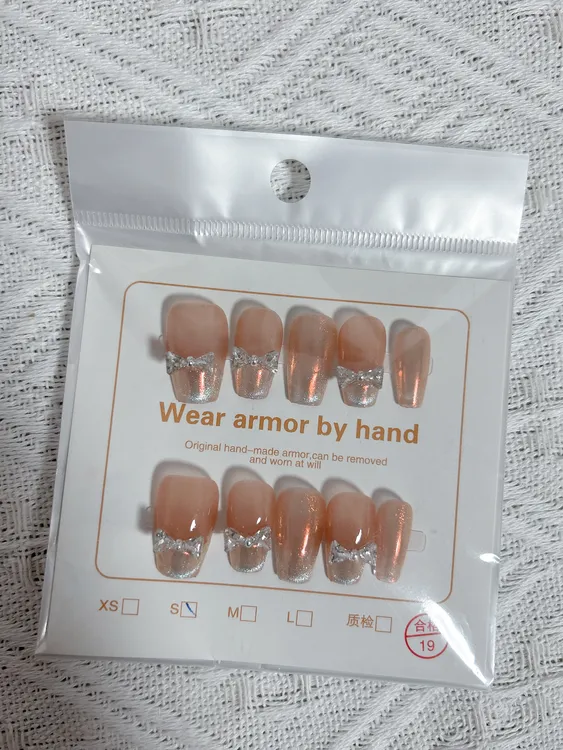 Wear armor by hand
Original hand-made armor,can be removed
and worn at will
XS S M L 质检
合格
19